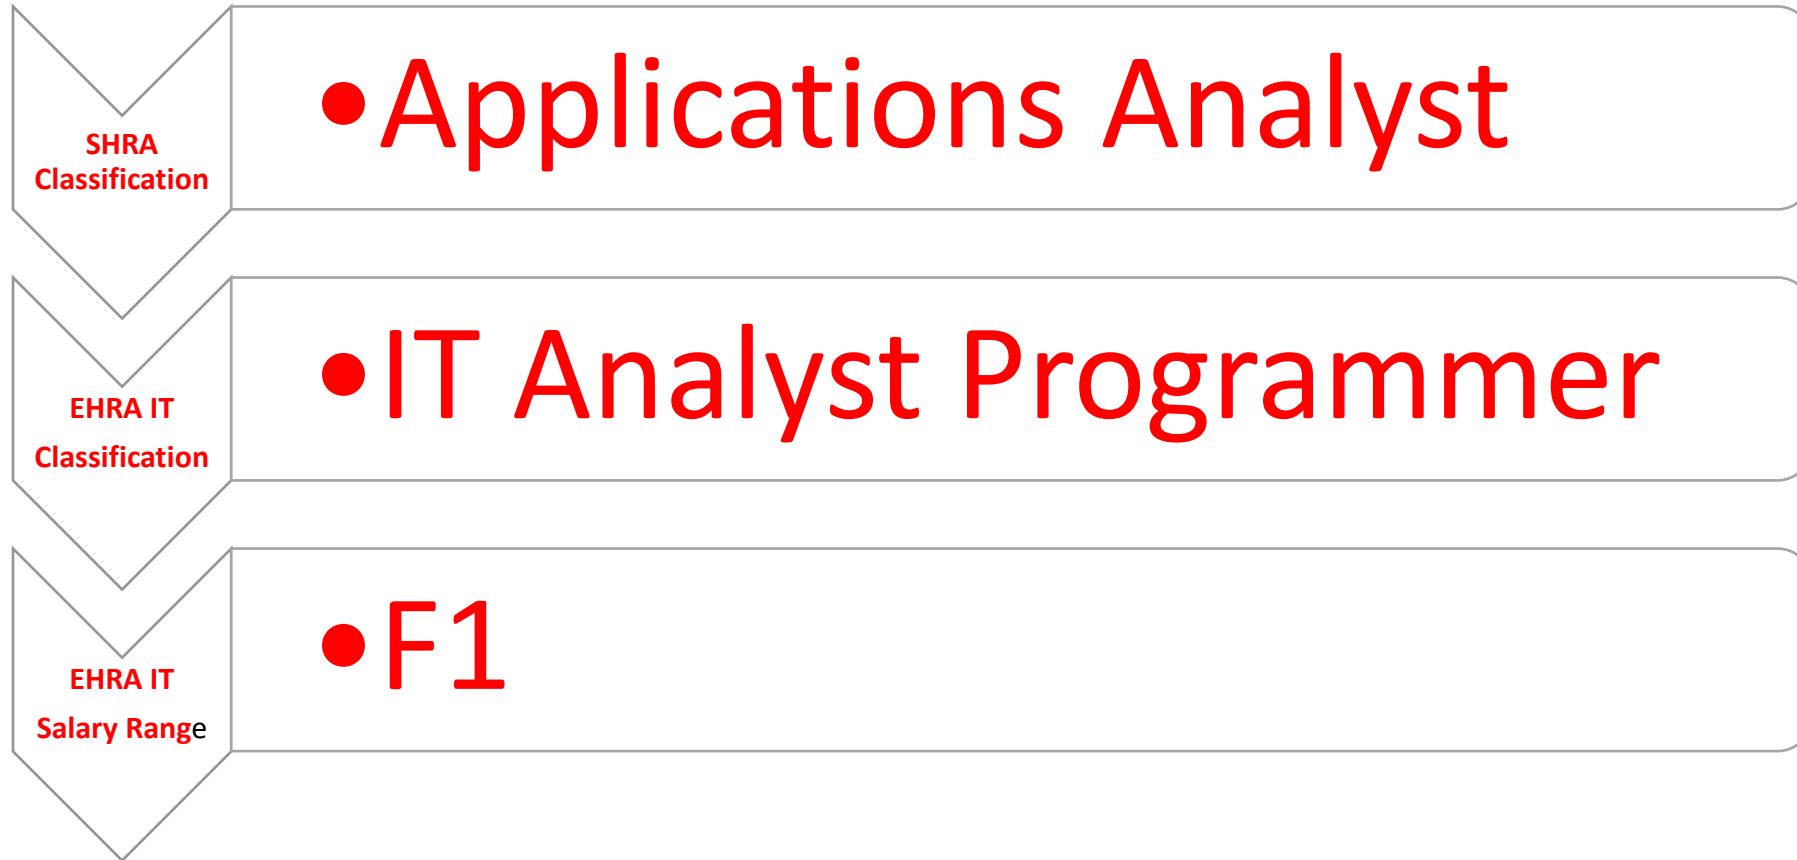 SHRA
Classification
•Applications Analyst
EHRA IT
Classification
•IT Analyst Programmer
EHRA IT
Salary Range
•F1